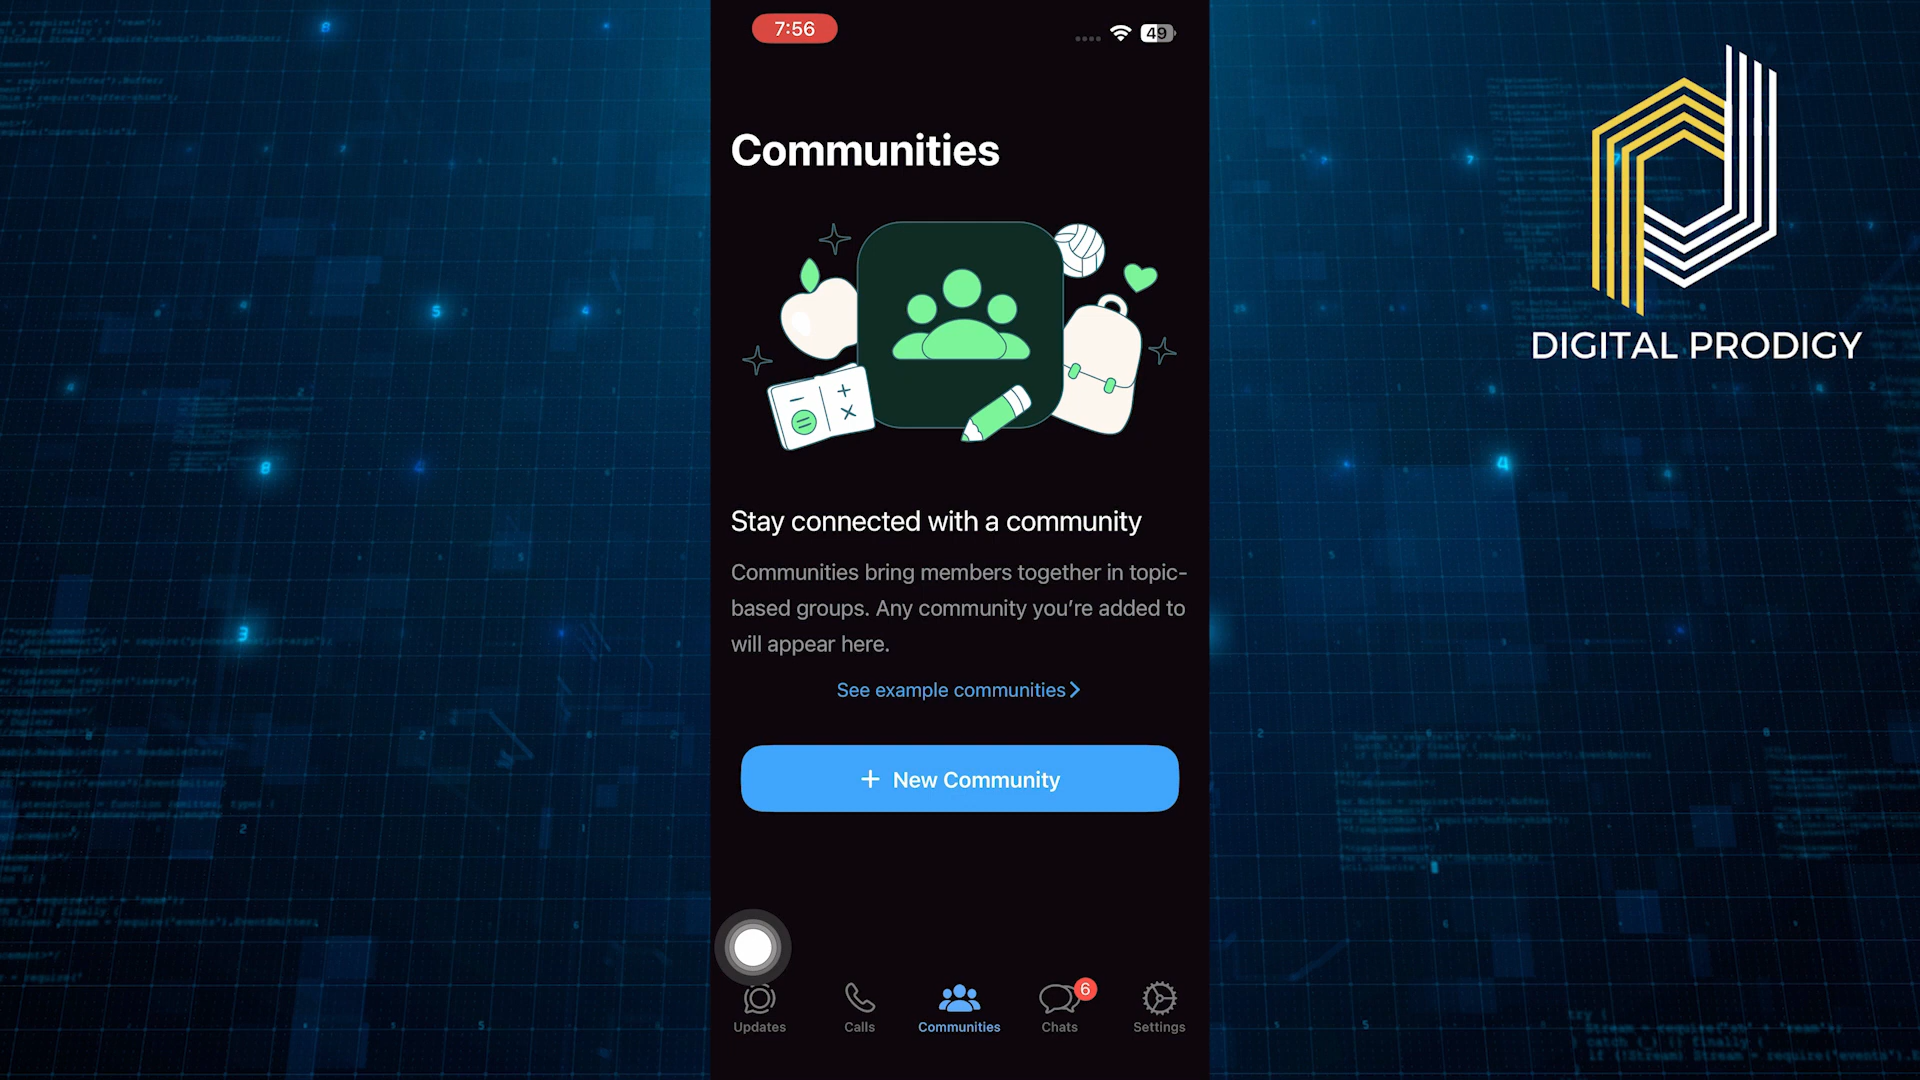 7:56
49
Communities
Stay connected with a community
Communities bring members together in topic-
based groups. Any community you’re added to
will appear here.
See example communities
+ New Community
6
Updates
Calls
Communities
Chats
Settings
DIGITAL PRODIGY